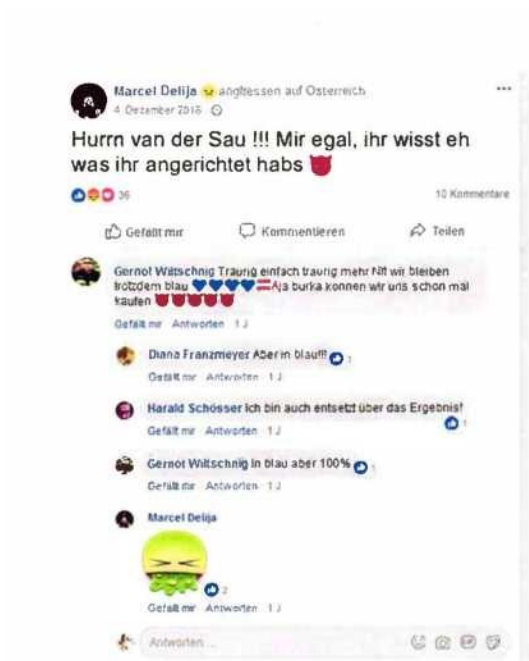 Marcel Delija angfressen auf Österreich
4. Dezember 2016
Hurrn van der Sau !!! Mir egal, ihr wisst eh
was ihr angerichtet habs
36
10 Kommentare
Gefällt mir Kommentieren Teilen
Gernot Wiltschnig Traurig einfach traurig mehr Nit wir bleiben
trotzdem blau Aja burka konnen wir uns schon mal
kaufen
Gefällt mir Antworten 1 J
Diana Franzmeyer Aber in blau!!! 1
Gefällt mir Antworten 1 J
Harald Schösser Ich bin auch entsetzt über das Ergebnis!
1
Gefällt mir Antworten 1 J
Gernot Wiltschnig In blau aber 100% 1
Gefällt mir Antworten 1 J
Marcel Delija
2
Gefällt mir Antworten 1 J
Antworten ...